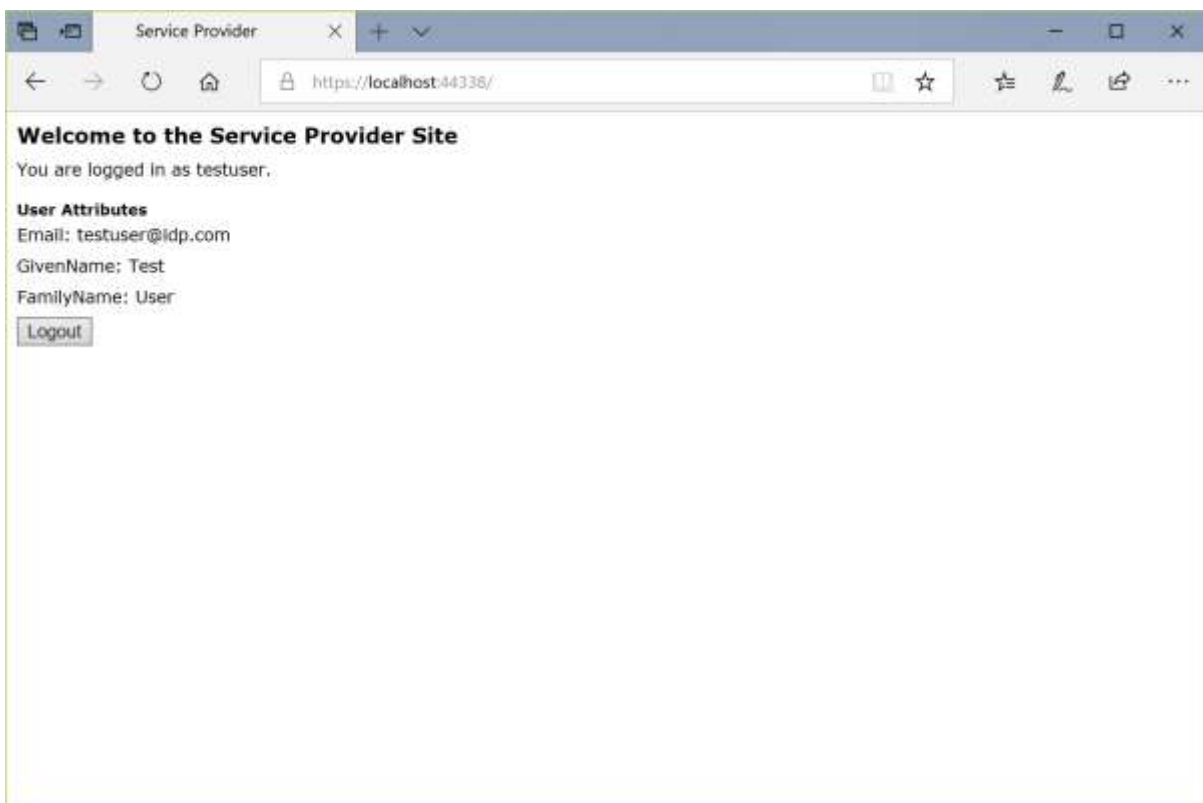 Service Provider
https://localhost:44338/
Welcome to the Service Provider Site
You are logged in as testuser.
User Attributes
Email: testuser@idp.com
GivenName: Test
FamilyName: User
Logout